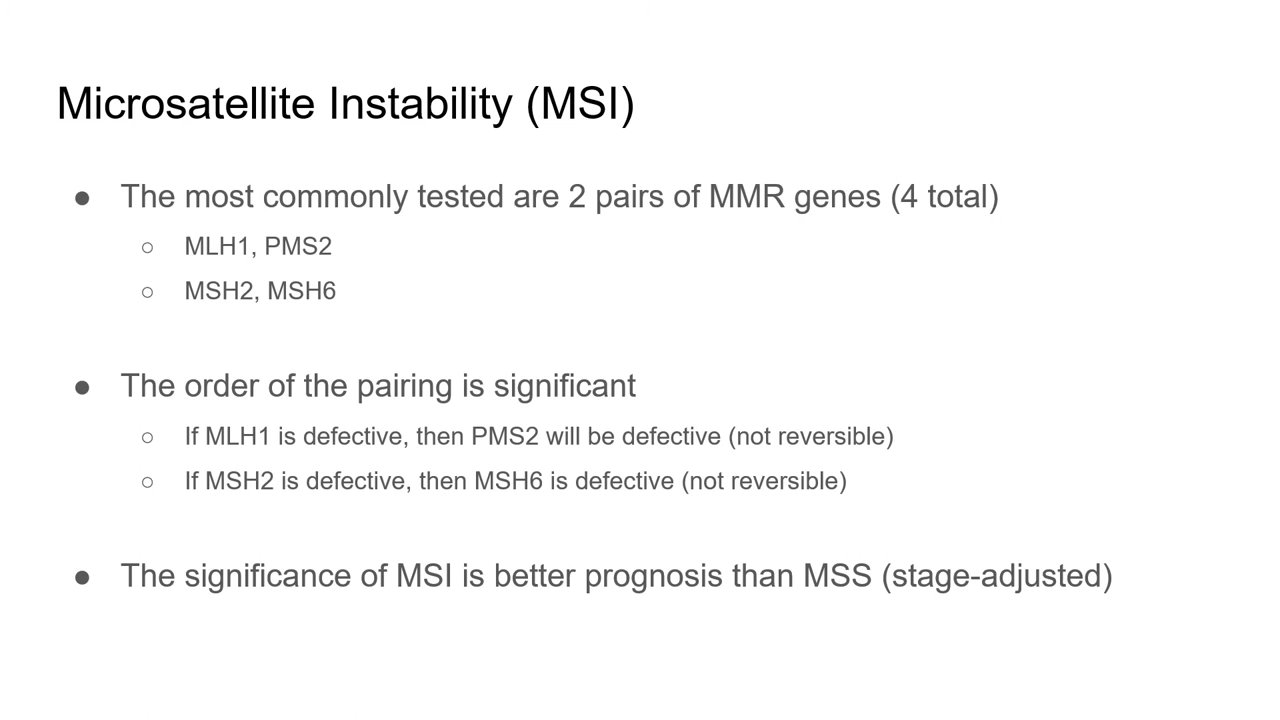 Microsatellite Instability (MSI)
● The most commonly tested are 2 pairs of MMR genes (4 total)
○ MLH1, PMS2
○ MSH2, MSH6
● The order of the pairing is significant
○ If MLH1 is defective, then PMS2 will be defective (not reversible)
○ If MSH2 is defective, then MSH6 is defective (not reversible)
● The significance of MSI is better prognosis than MSS (stage-adjusted)